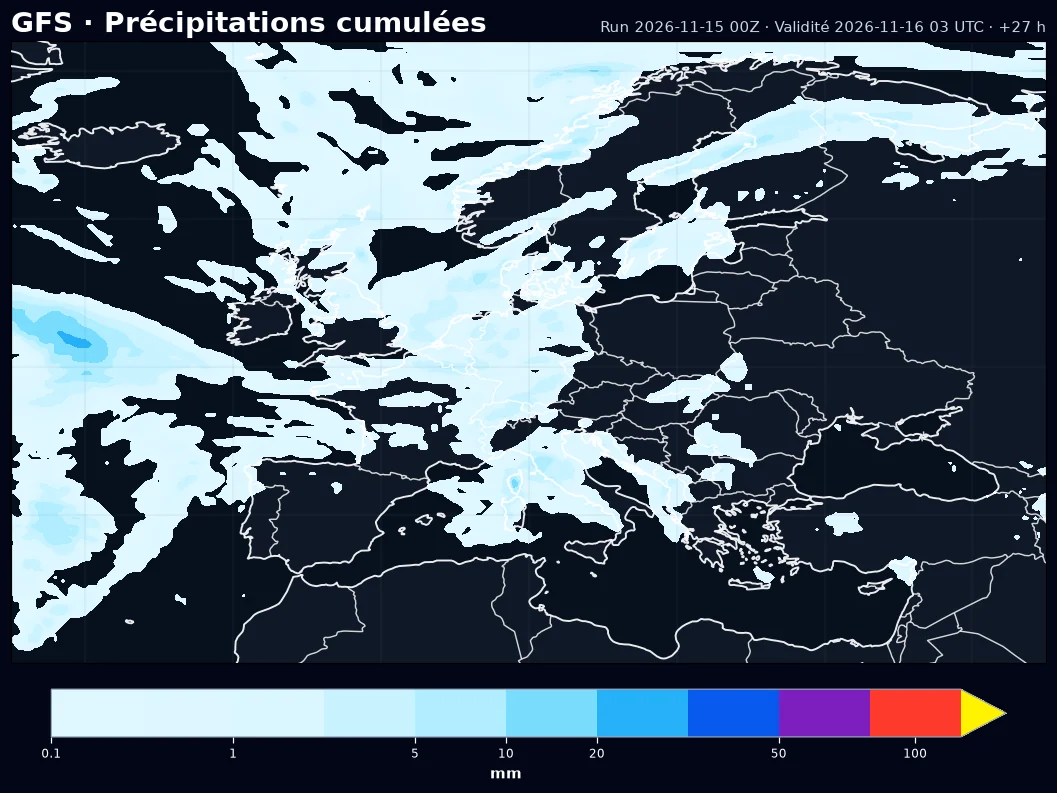 GFS · Précipitations cumulées
Run 2026-11-15 00Z · Validité 2026-11-16 03 UTC · +27 h
0.1 1 5 10 20 50 100
mm